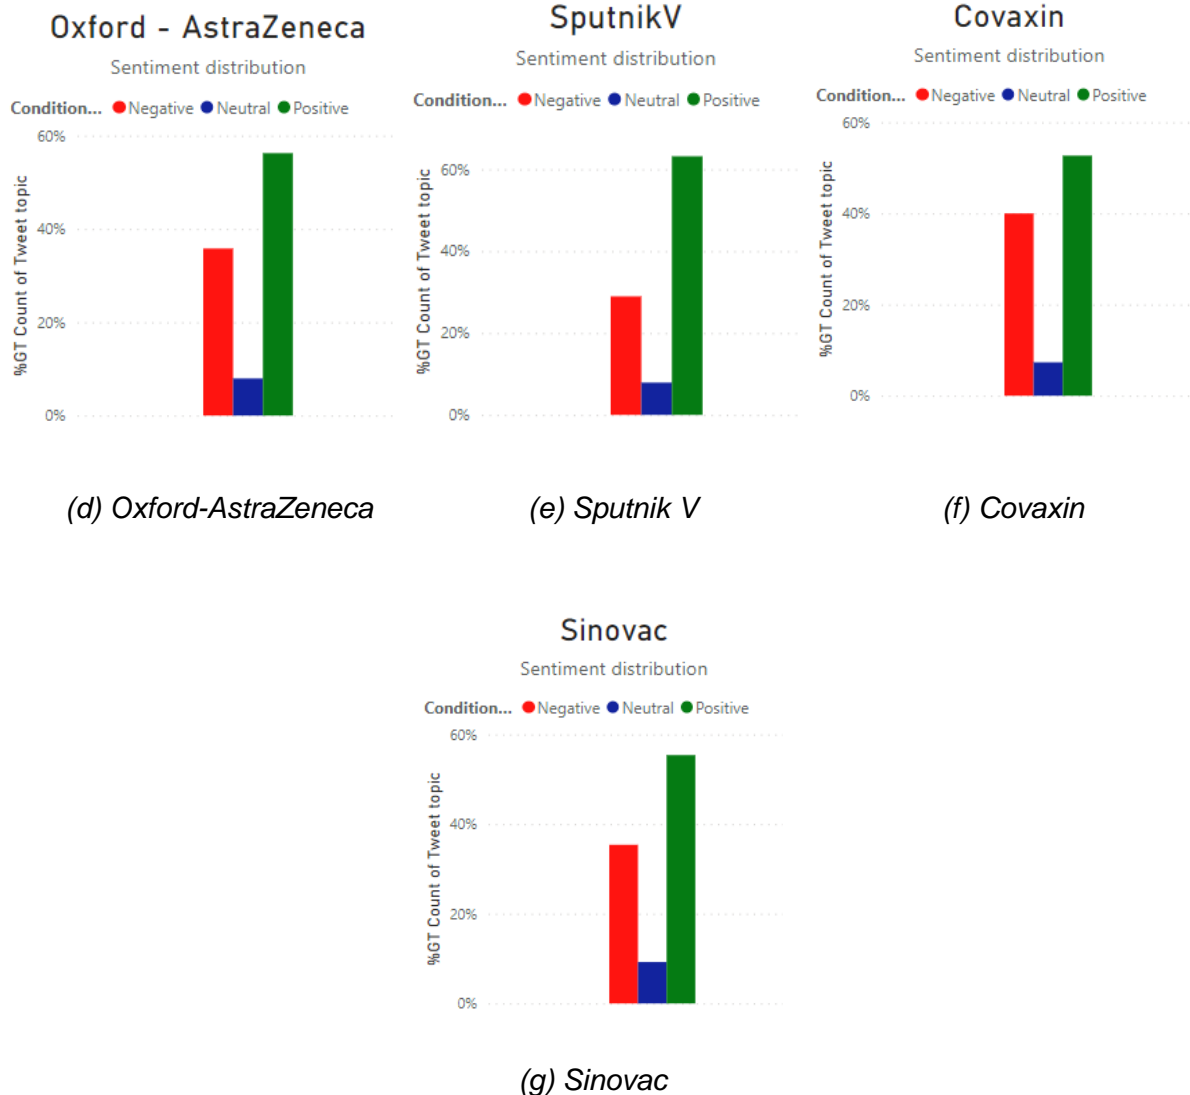 Oxford - AstraZeneca
Sentiment distribution
Condition... Negative Neutral Positive
60%
40%
20%
0%
%GT Count of Tweet topic
(d) Oxford-AstraZeneca
SputnikV
Sentiment distribution
Condition... Negative Neutral Positive
60%
40%
20%
0%
%GT Count of Tweet topic
(e) Sputnik V
Covaxin
Sentiment distribution
Condition... Negative Neutral Positive
60%
40%
20%
0%
%GT Count of Tweet topic
(f) Covaxin
Sinovac
Sentiment distribution
Condition... Negative Neutral Positive
60%
40%
20%
0%
%GT Count of Tweet topic
(g) Sinovac